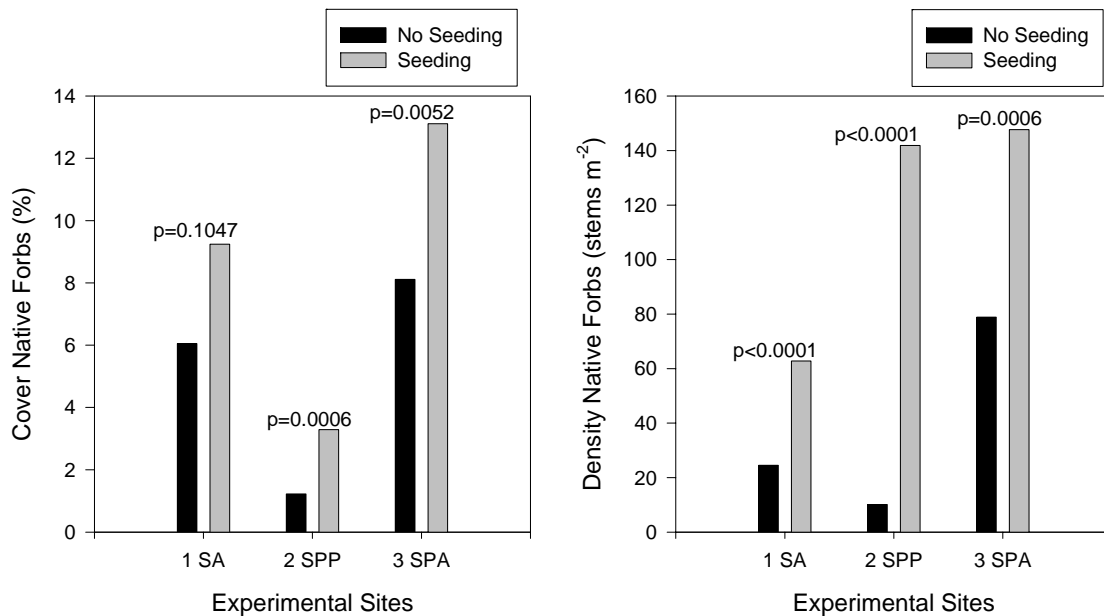 No Seeding
Seeding
14
12
10
8
6
4
2
0
Cover Native Forbs (%)
p=0.1047
p=0.0006
p=0.0052
1 SA
2 SPP
3 SPA
Experimental Sites
No Seeding
Seeding
160
140
120
100
80
60
40
20
0
Density Native Forbs (stems m⁻²)
p<0.0001
p<0.0001
p=0.0006
1 SA
2 SPP
3 SPA
Experimental Sites